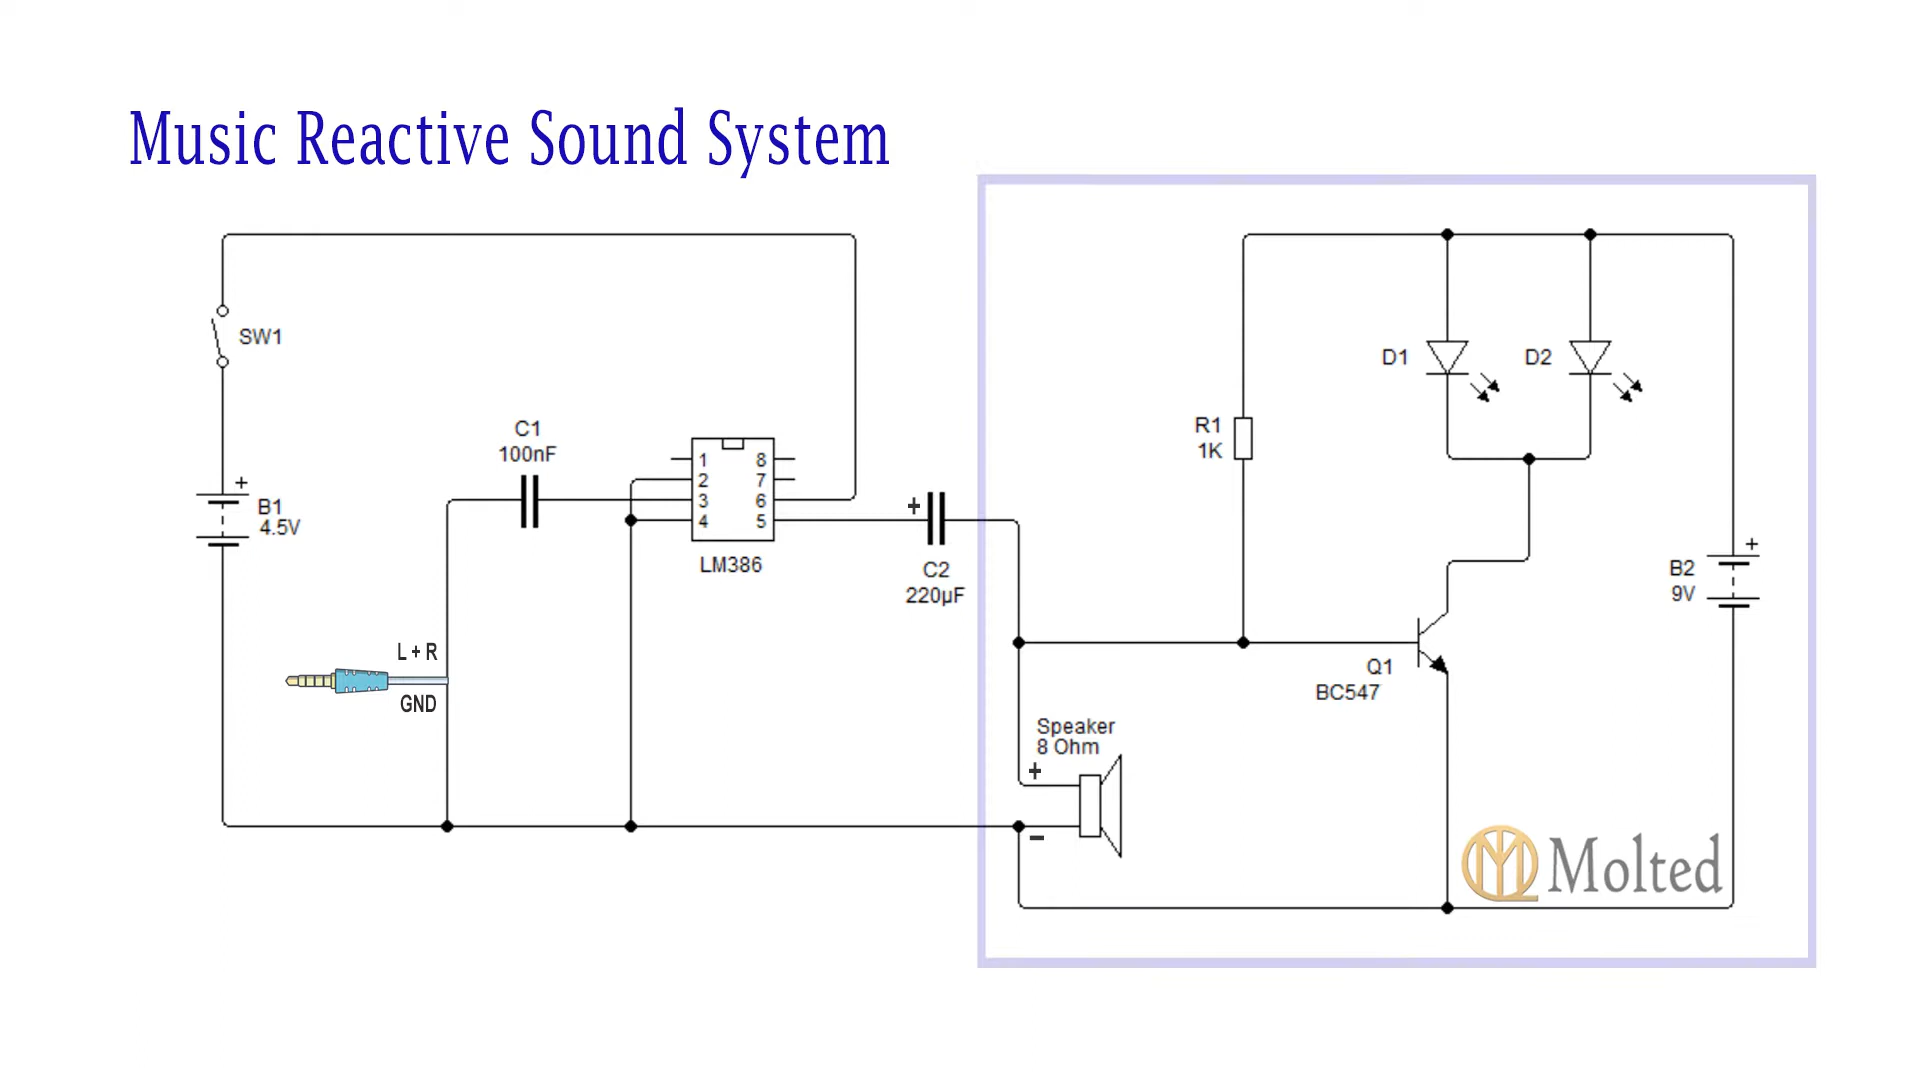 Music Reactive Sound System
SW1
+
B1
4.5V
C1
100nF
1 8
2 7
3 6
4 5
LM386
+
C2
220µF
L + R
GND
R1
1K
D1
D2
+
B2
9V
Q1
BC547
Speaker
8 Ohm
+
-
Molted